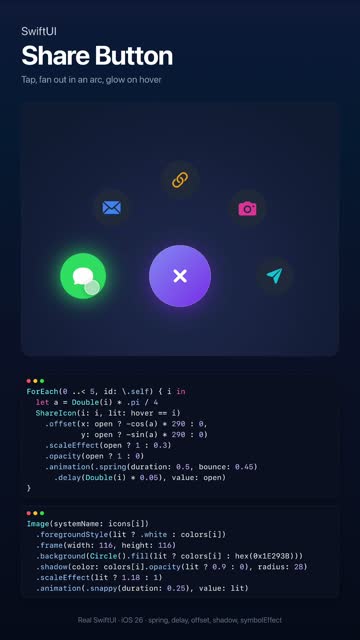 SwiftUI
Share Button
Tap, fan out in an arc, glow on hover
ForEach(0 ..< 5, id: \.self) { i in
let a = Double(i) * .pi / 4
ShareIcon(i: i, lit: hover == i)
.offset(x: open ? -cos(a) * 290 : 0,
y: open ? -sin(a) * 290 : 0)
.scaleEffect(open ? 1 : 0.3)
.opacity(open ? 1 : 0)
.animation(.spring(duration: 0.5, bounce: 0.45)
.delay(Double(i) * 0.05), value: open)
}
Image(systemName: icons[i])
.foregroundStyle(lit ? .white : colors[i])
.frame(width: 116, height: 116)
.background(Circle().fill(lit ? colors[i] : hex(0x1E293B)))
.shadow(color: colors[i].opacity(lit ? 0.9 : 0), radius: 28)
.scaleEffect(lit ? 1.18 : 1)
.animation(.snappy(duration: 0.25), value: lit)
Real SwiftUI · iOS 26 · spring, delay, offset, shadow, symbolEffect